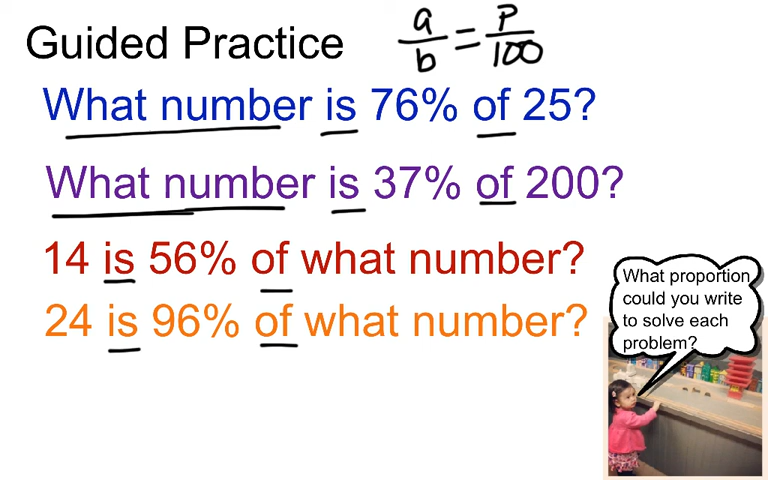 Guided Practice
a/b = P/100
What number is 76% of 25?
What number is 37% of 200?
14 is 56% of what number?
24 is 96% of what number?
What proportion
could you write
to solve each
problem?